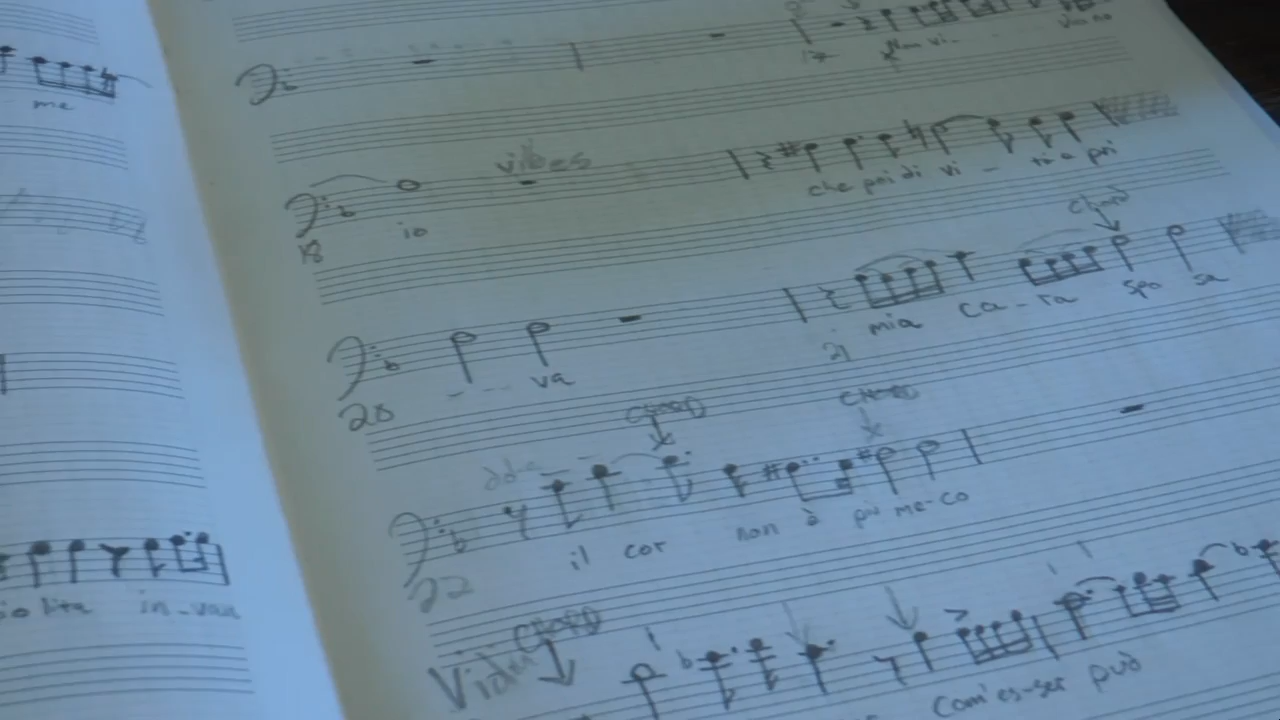 me
vibes
io
che poi di vi - ta a pri
18
Chord
va
mia ca - ra spo sa
20
21
CHORD
CHORD
il cor non è più me-co
22
CHORD
in-van
Com'es-ser può